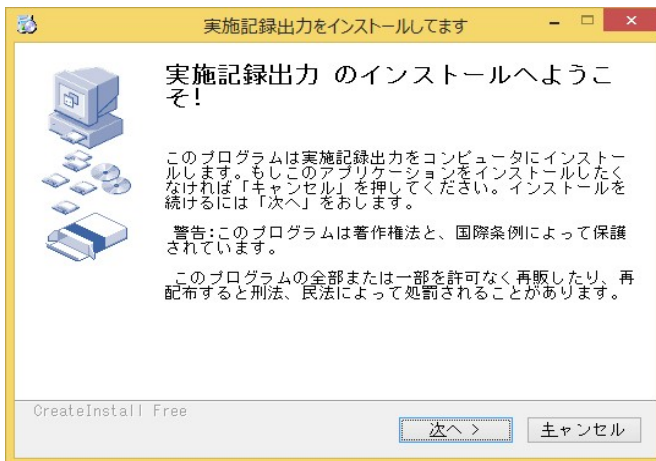 実施記録出力をインストールしてます
実施記録出力 のインストールへようこ
そ!
このプログラムは実施記録出力をコンピュータにインストー
ルします。もしこのアプリケーションをインストールしたく
なければ「キャンセル」を押してください。インストールを
続けるには「次へ」をおします。
警告:このプログラムは著作権法と、国際条例によって保護
されています。
このプログラムの全部または一部を許可なく再販したり、再
配布すると刑法、民法によって処罰されることがあります。
CreateInstall Free
次へ >
キャンセル